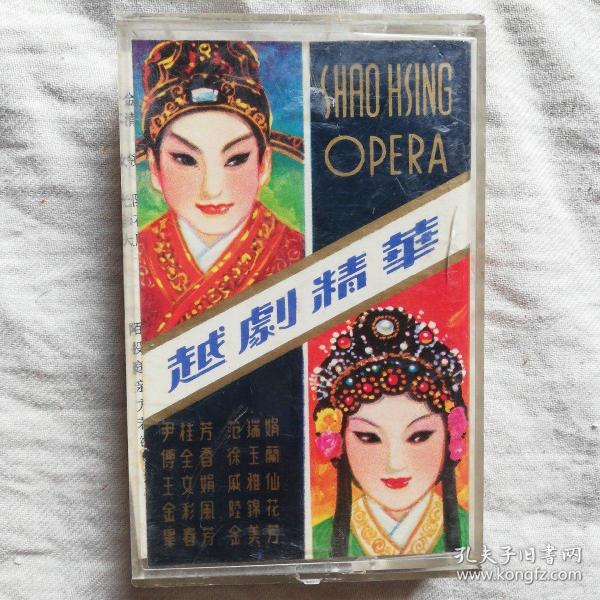 SHAO HSING
OPERA
越劇精華
尹桂芳 范瑞娟
傅全香 徐玉蘭
王文娟 戚雅仙
金彩風 陸錦花
畢春芳 金美芳
孔夫子旧书网
www.kongfz.com